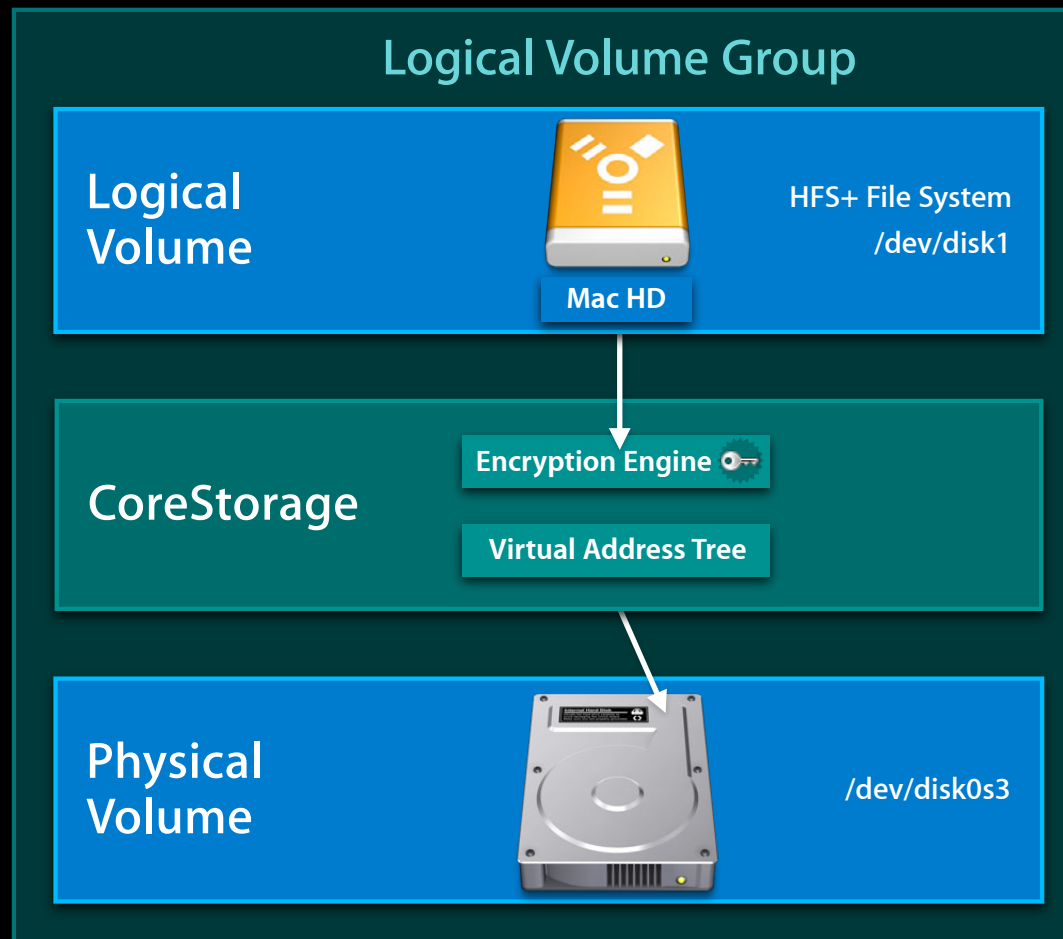 Logical Volume Group
Logical
Volume
HFS+ File System
/dev/disk1
Mac HD
CoreStorage
Encryption Engine
Virtual Address Tree
Physical
Volume
/dev/disk0s3